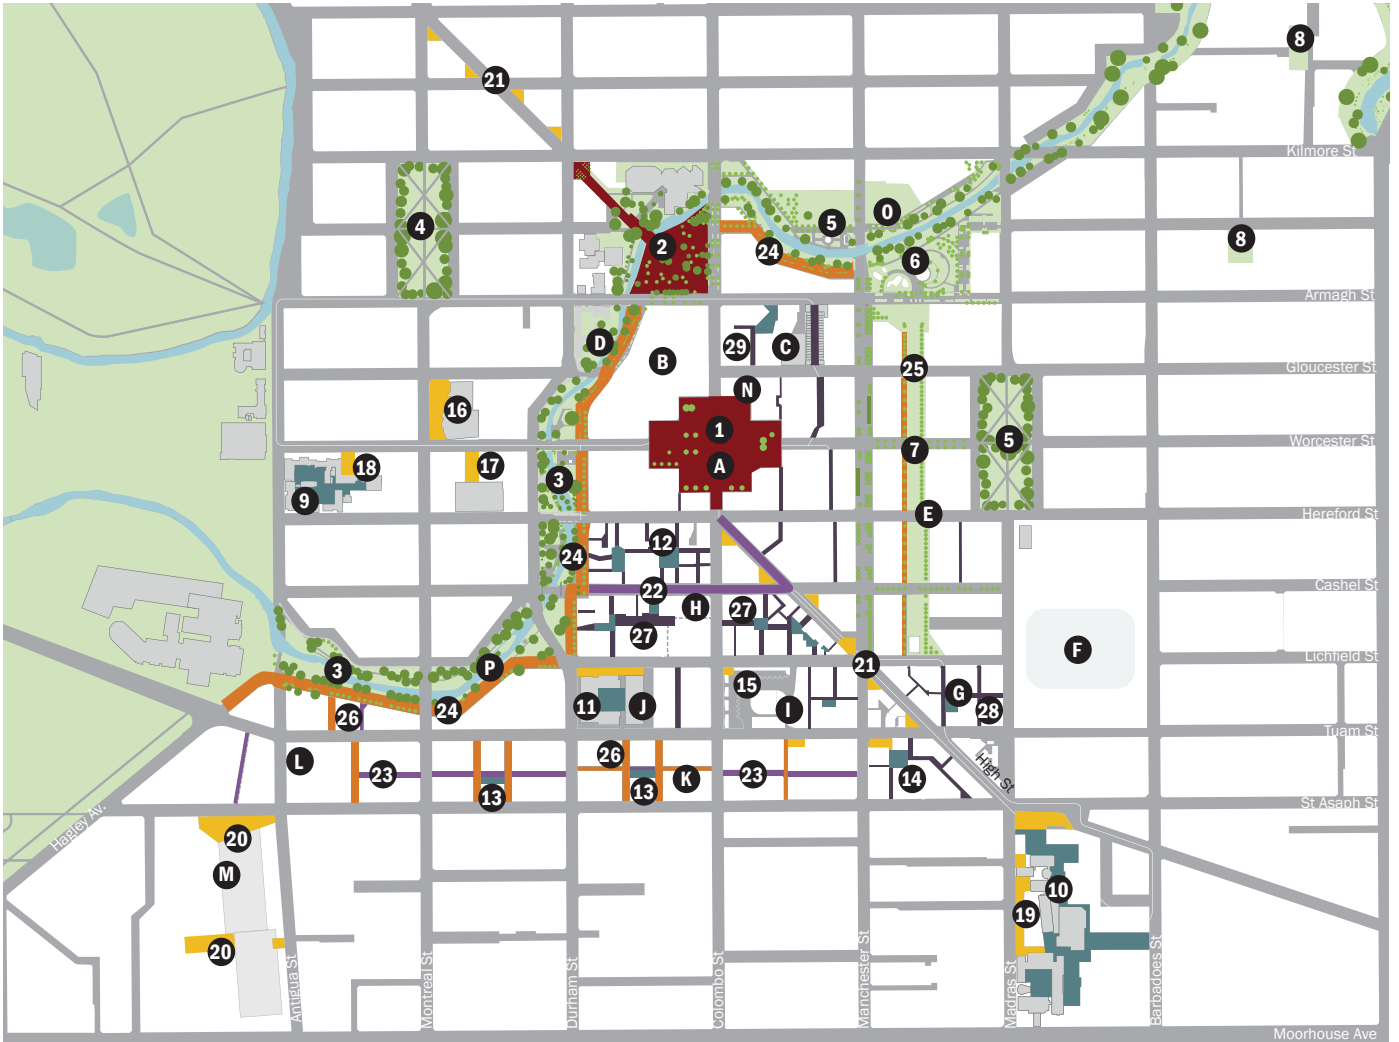 8
21
Kilmore St
4
2
5
O
24
6
8
Armagh St
D
B
29
C
25
Gloucester St
N
16
1
5
Worcester St
A
7
18
17
3
9
E
Hereford St
12
24
22
Cashel St
H
27
27
F
Lichfield St
3
P
21
15
G
11
J
I
28
26
24
Tuam St
L
26
High St
23
K
23
14
13
13
St Asaph St
Hagley Av.
20
M
10
19
20
Antigua St
Montreal St
Durham St
Colombo St
Manchester St
Madras St
Barbadoes St
Moorhouse Ave